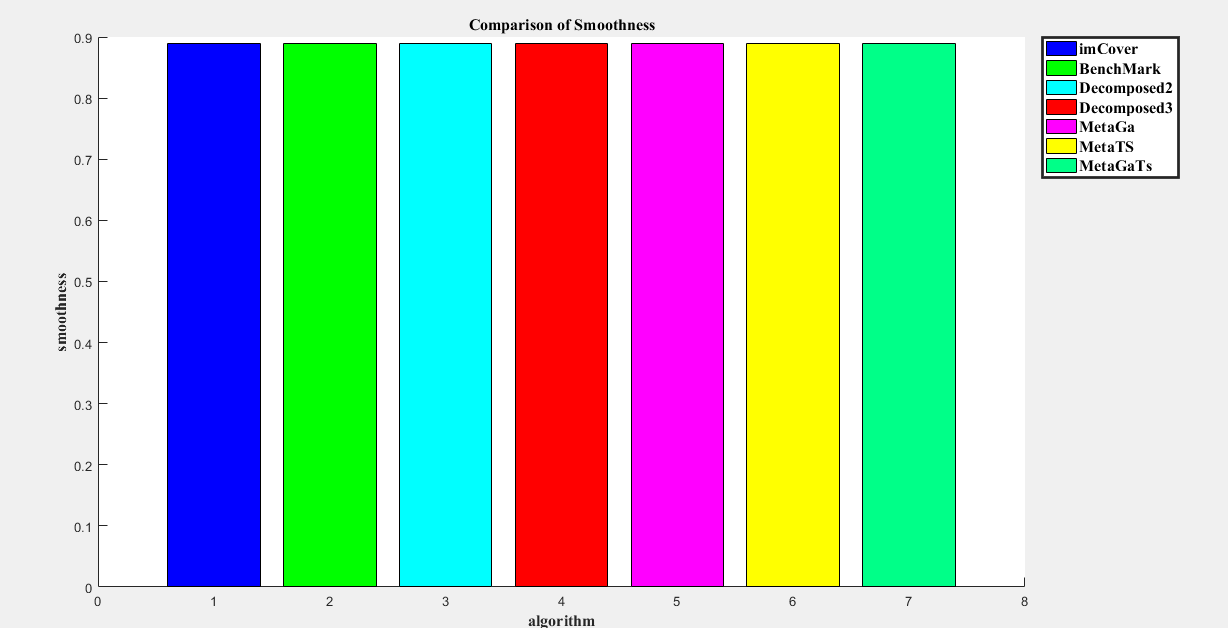 Comparison of Smoothness
0.9
0.8
0.7
0.6
0.5
0.4
0.3
0.2
0.1
0
smoothness
0 1 2 3 4 5 6 7 8
algorithm
imCover
BenchMark
Decomposed2
Decomposed3
MetaGa
MetaTS
MetaGaTs